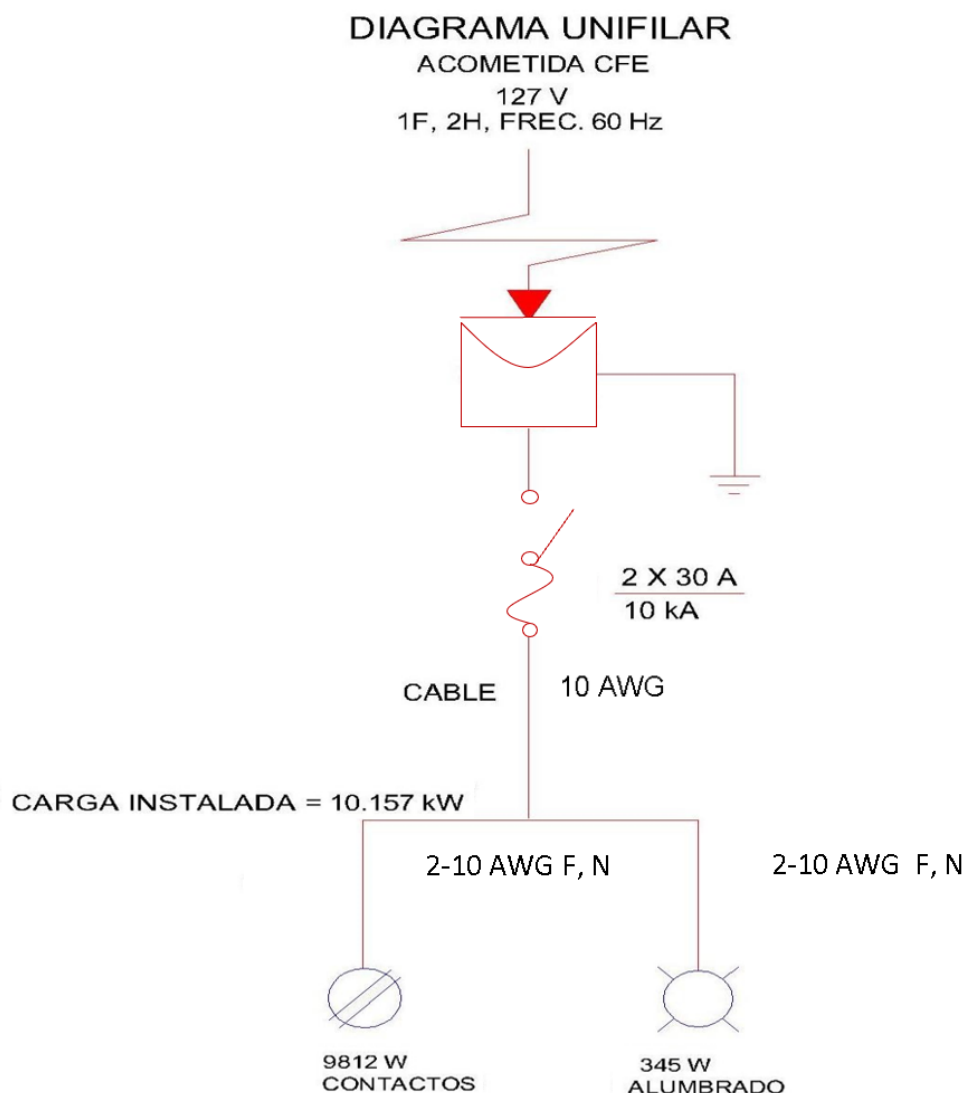 DIAGRAMA UNIFILAR
ACOMETIDA CFE
127 V
1F, 2H, FREC. 60 Hz
2 X 30 A
10 kA
CABLE 10 AWG
CARGA INSTALADA = 10.157 kW
2-10 AWG F, N
2-10 AWG F, N
9812 W
CONTACTOS
345 W
ALUMBRADO